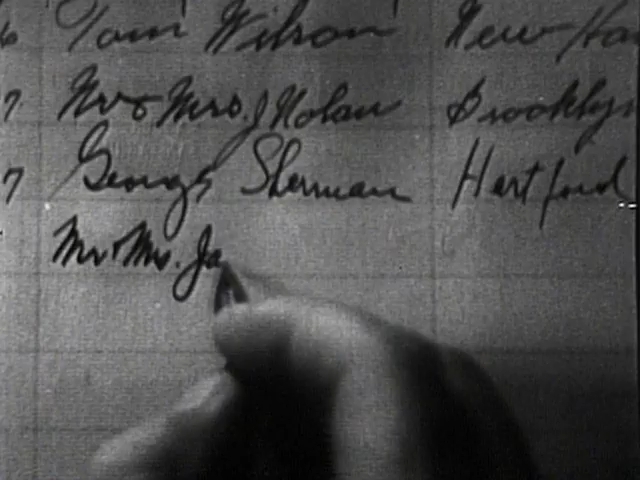 6 Tom Wilson New Ha
7 Mr & Mrs. J Nolan Brooklyn
7 George Sherman Hartford
Mr & Mrs. Ja